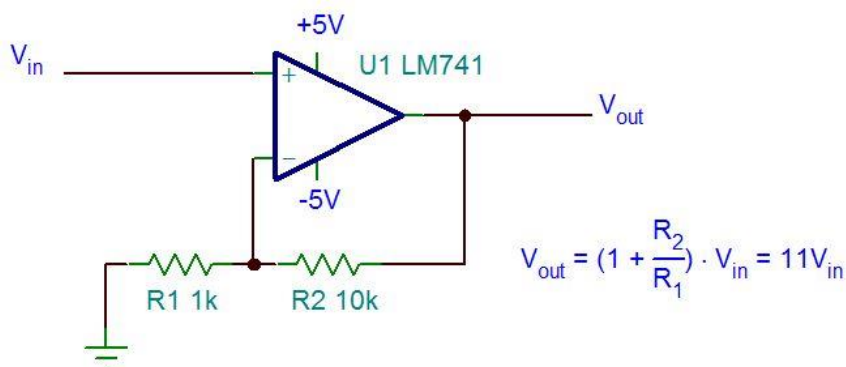 +5V
V_in
U1 LM741
+
V_out
−
-5V
V_out = (1 + R_2/R_1) · V_in = 11V_in
R1 1k
R2 10k